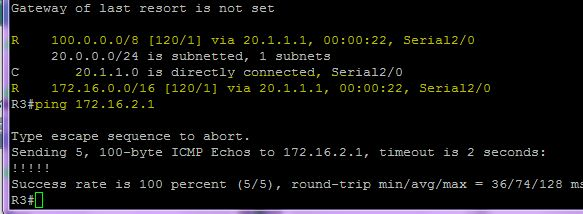 Gateway of last resort is not set
R    100.0.0.0/8 [120/1] via 20.1.1.1, 00:00:22, Serial2/0
     20.0.0.0/24 is subnetted, 1 subnets
C       20.1.1.0 is directly connected, Serial2/0
R    172.16.0.0/16 [120/1] via 20.1.1.1, 00:00:22, Serial2/0
R3#ping 172.16.2.1
Type escape sequence to abort.
Sending 5, 100-byte ICMP Echos to 172.16.2.1, timeout is 2 seconds:
!!!!!
Success rate is 100 percent (5/5), round-trip min/avg/max = 36/74/128 ms
R3#